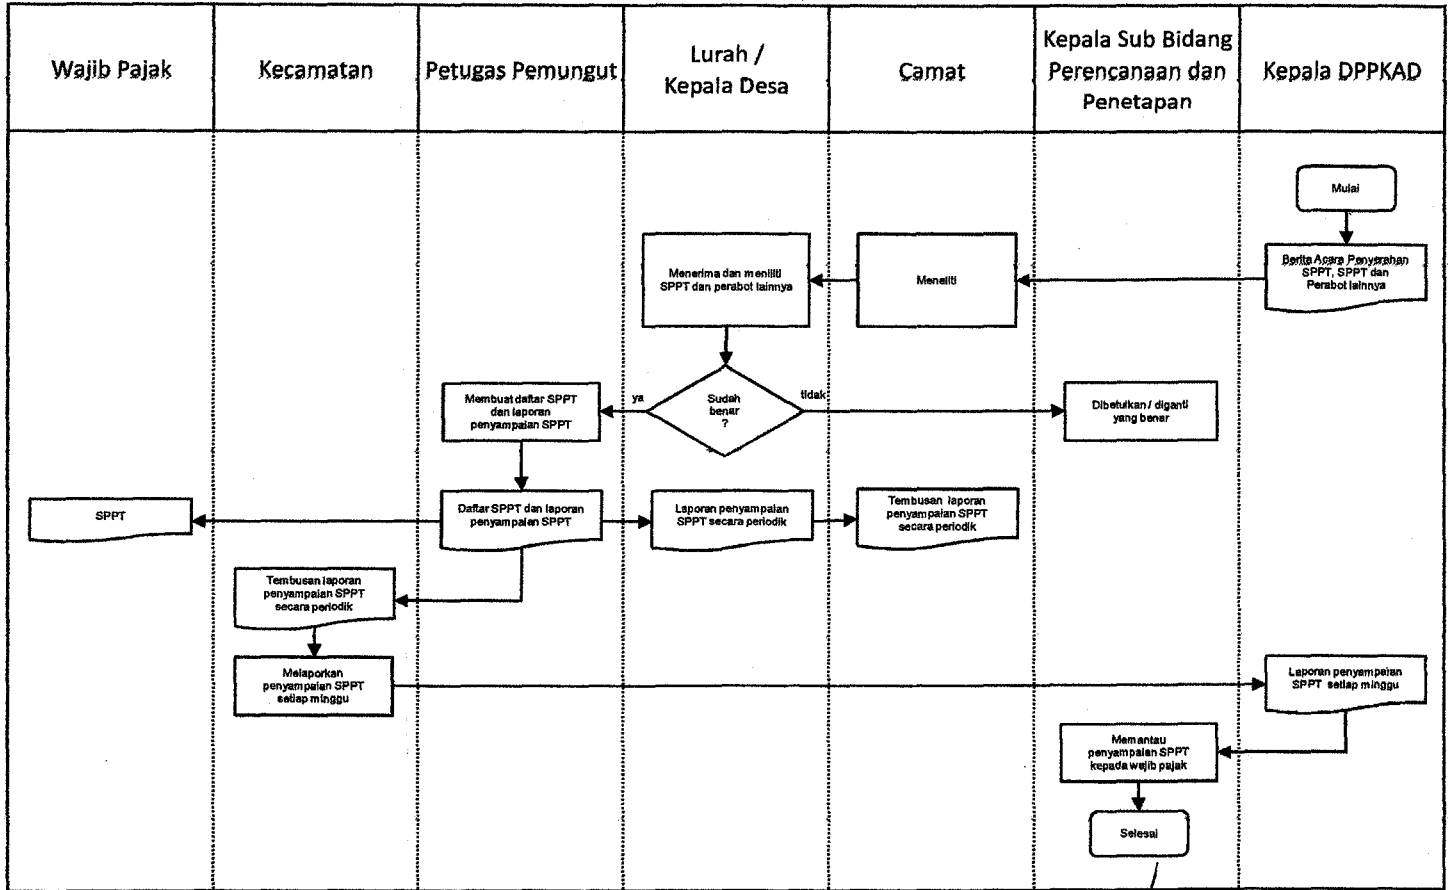 Wajib Pajak
Kecamatan
Petugas Pemungut
Lurah /
Kepala Desa
Camat
Kepala Sub Bidang
Perencanaan dan
Penetapan
Kepala DPPKAD
Mulai
Berita Acara Penyerahan
SPPT, SPPT dan
Perabot lainnya
Meneliti
Menerima dan meniliti
SPPT dan perabot lainnya
Sudah
benar
?
ya
tidak
Membuat daftar SPPT
dan laporan
penyampaian SPPT
Dibetulkan / diganti
yang benar
SPPT
Daftar SPPT dan laporan
penyampaian SPPT
Laporan penyampaian
SPPT secara periodik
Tembusan laporan
penyampaian SPPT
secara periodik
Tembusan laporan
penyampaian SPPT
secara periodik
Melaporkan
penyampaian SPPT
setiap minggu
Laporan penyampaian
SPPT setiap minggu
Memantau
penyampaian SPPT
kepada wajib pajak
Selesai